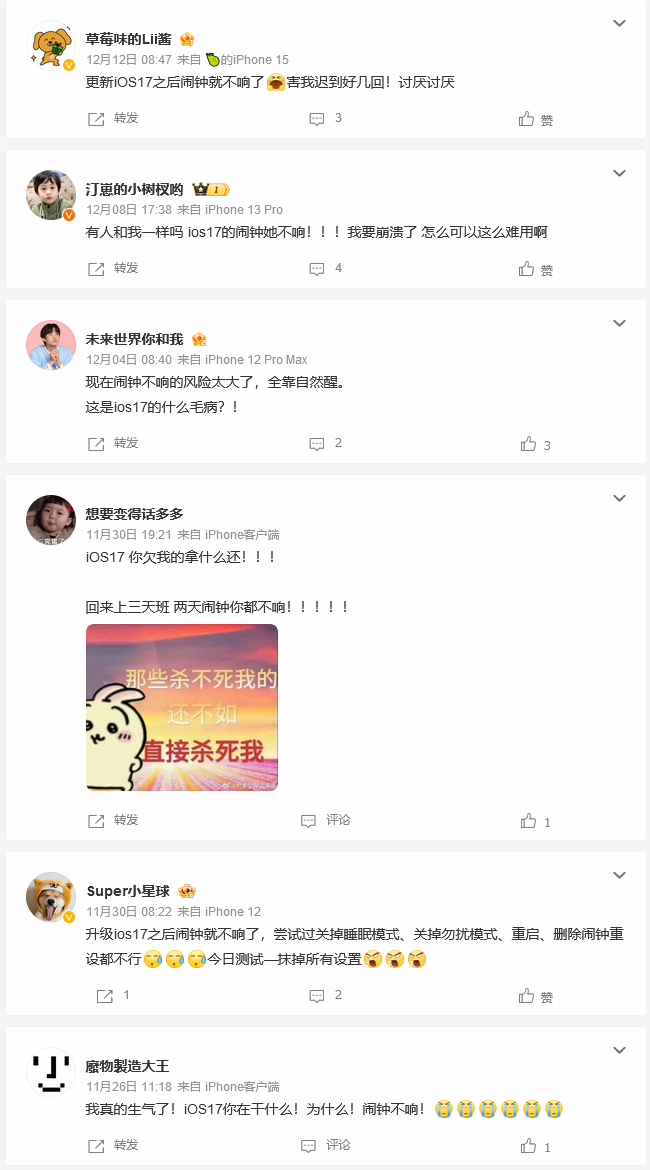 草莓味的Lii酱
12月12日 08:47 来自 的iPhone 15
更新iOS17之后闹钟就不响了害我迟到好几回！讨厌讨厌
转发
3
赞
汀崽的小树杈哟
1
12月08日 17:38 来自 iPhone 13 Pro
有人和我一样吗 ios17的闹钟她不响！！！我要崩溃了 怎么可以这么难用啊
转发
4
赞
未来世界你和我
12月04日 08:40 来自 iPhone 12 Pro Max
现在闹钟不响的风险太大了，全靠自然醒。
这是ios17的什么毛病？！
转发
2
3
想要变得话多多
11月30日 19:21 来自 iPhone客户端
iOS17 你欠我的拿什么还！！！
回来上三天班 两天闹钟你都不响！！！！！
那些杀不死我的
还不如
直接杀死我
转发
评论
1
Super小星球
11月30日 08:22 来自 iPhone 12
升级ios17之后闹钟就不响了，尝试过关掉睡眠模式、关掉勿扰模式、重启、删除闹钟重
设都不行今日测试—抹掉所有设置
1
2
赞
廢物製造大王
11月26日 11:18 来自 iPhone客户端
我真的生气了！iOS17你在干什么！为什么！闹钟不响！
转发
评论
1